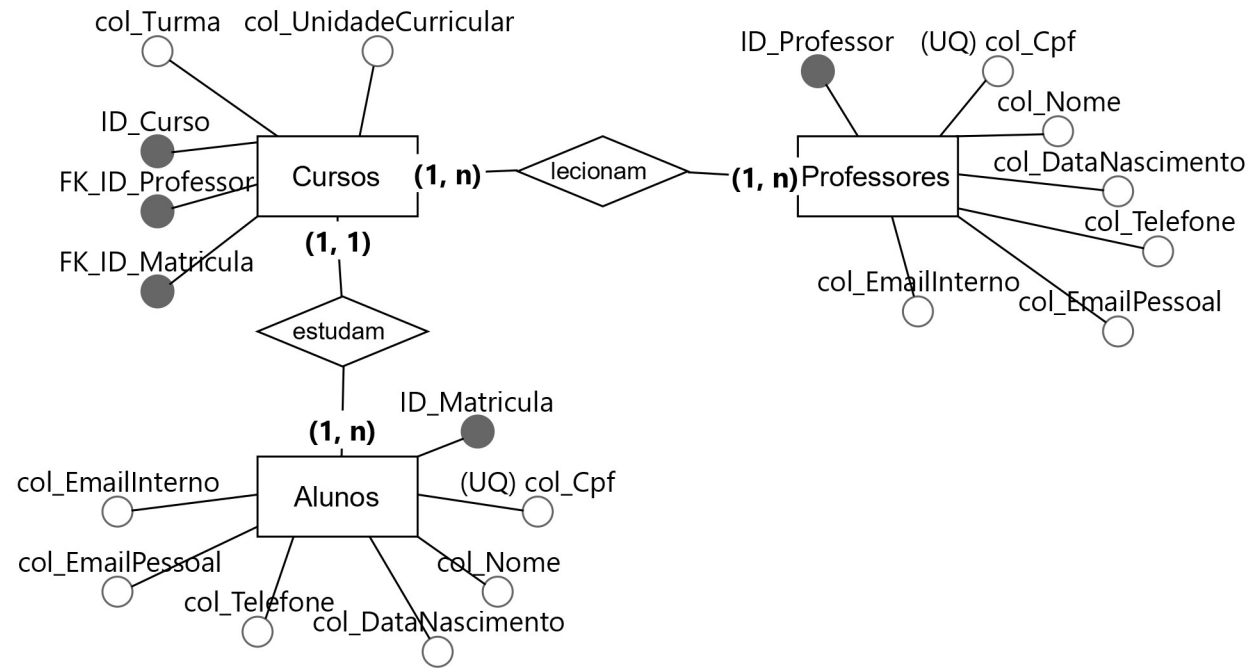 col_Turma
col_UnidadeCurricular
ID_Professor
(UQ) col_Cpf
col_Nome
ID_Curso
col_DataNascimento
FK_ID_Professor
Cursos
(1, n)
lecionam
(1, n)
Professores
col_Telefone
FK_ID_Matricula
(1, 1)
col_EmailInterno
col_EmailPessoal
estudam
ID_Matricula
(1, n)
col_EmailInterno
Alunos
(UQ) col_Cpf
col_EmailPessoal
col_Nome
col_Telefone
col_DataNascimento